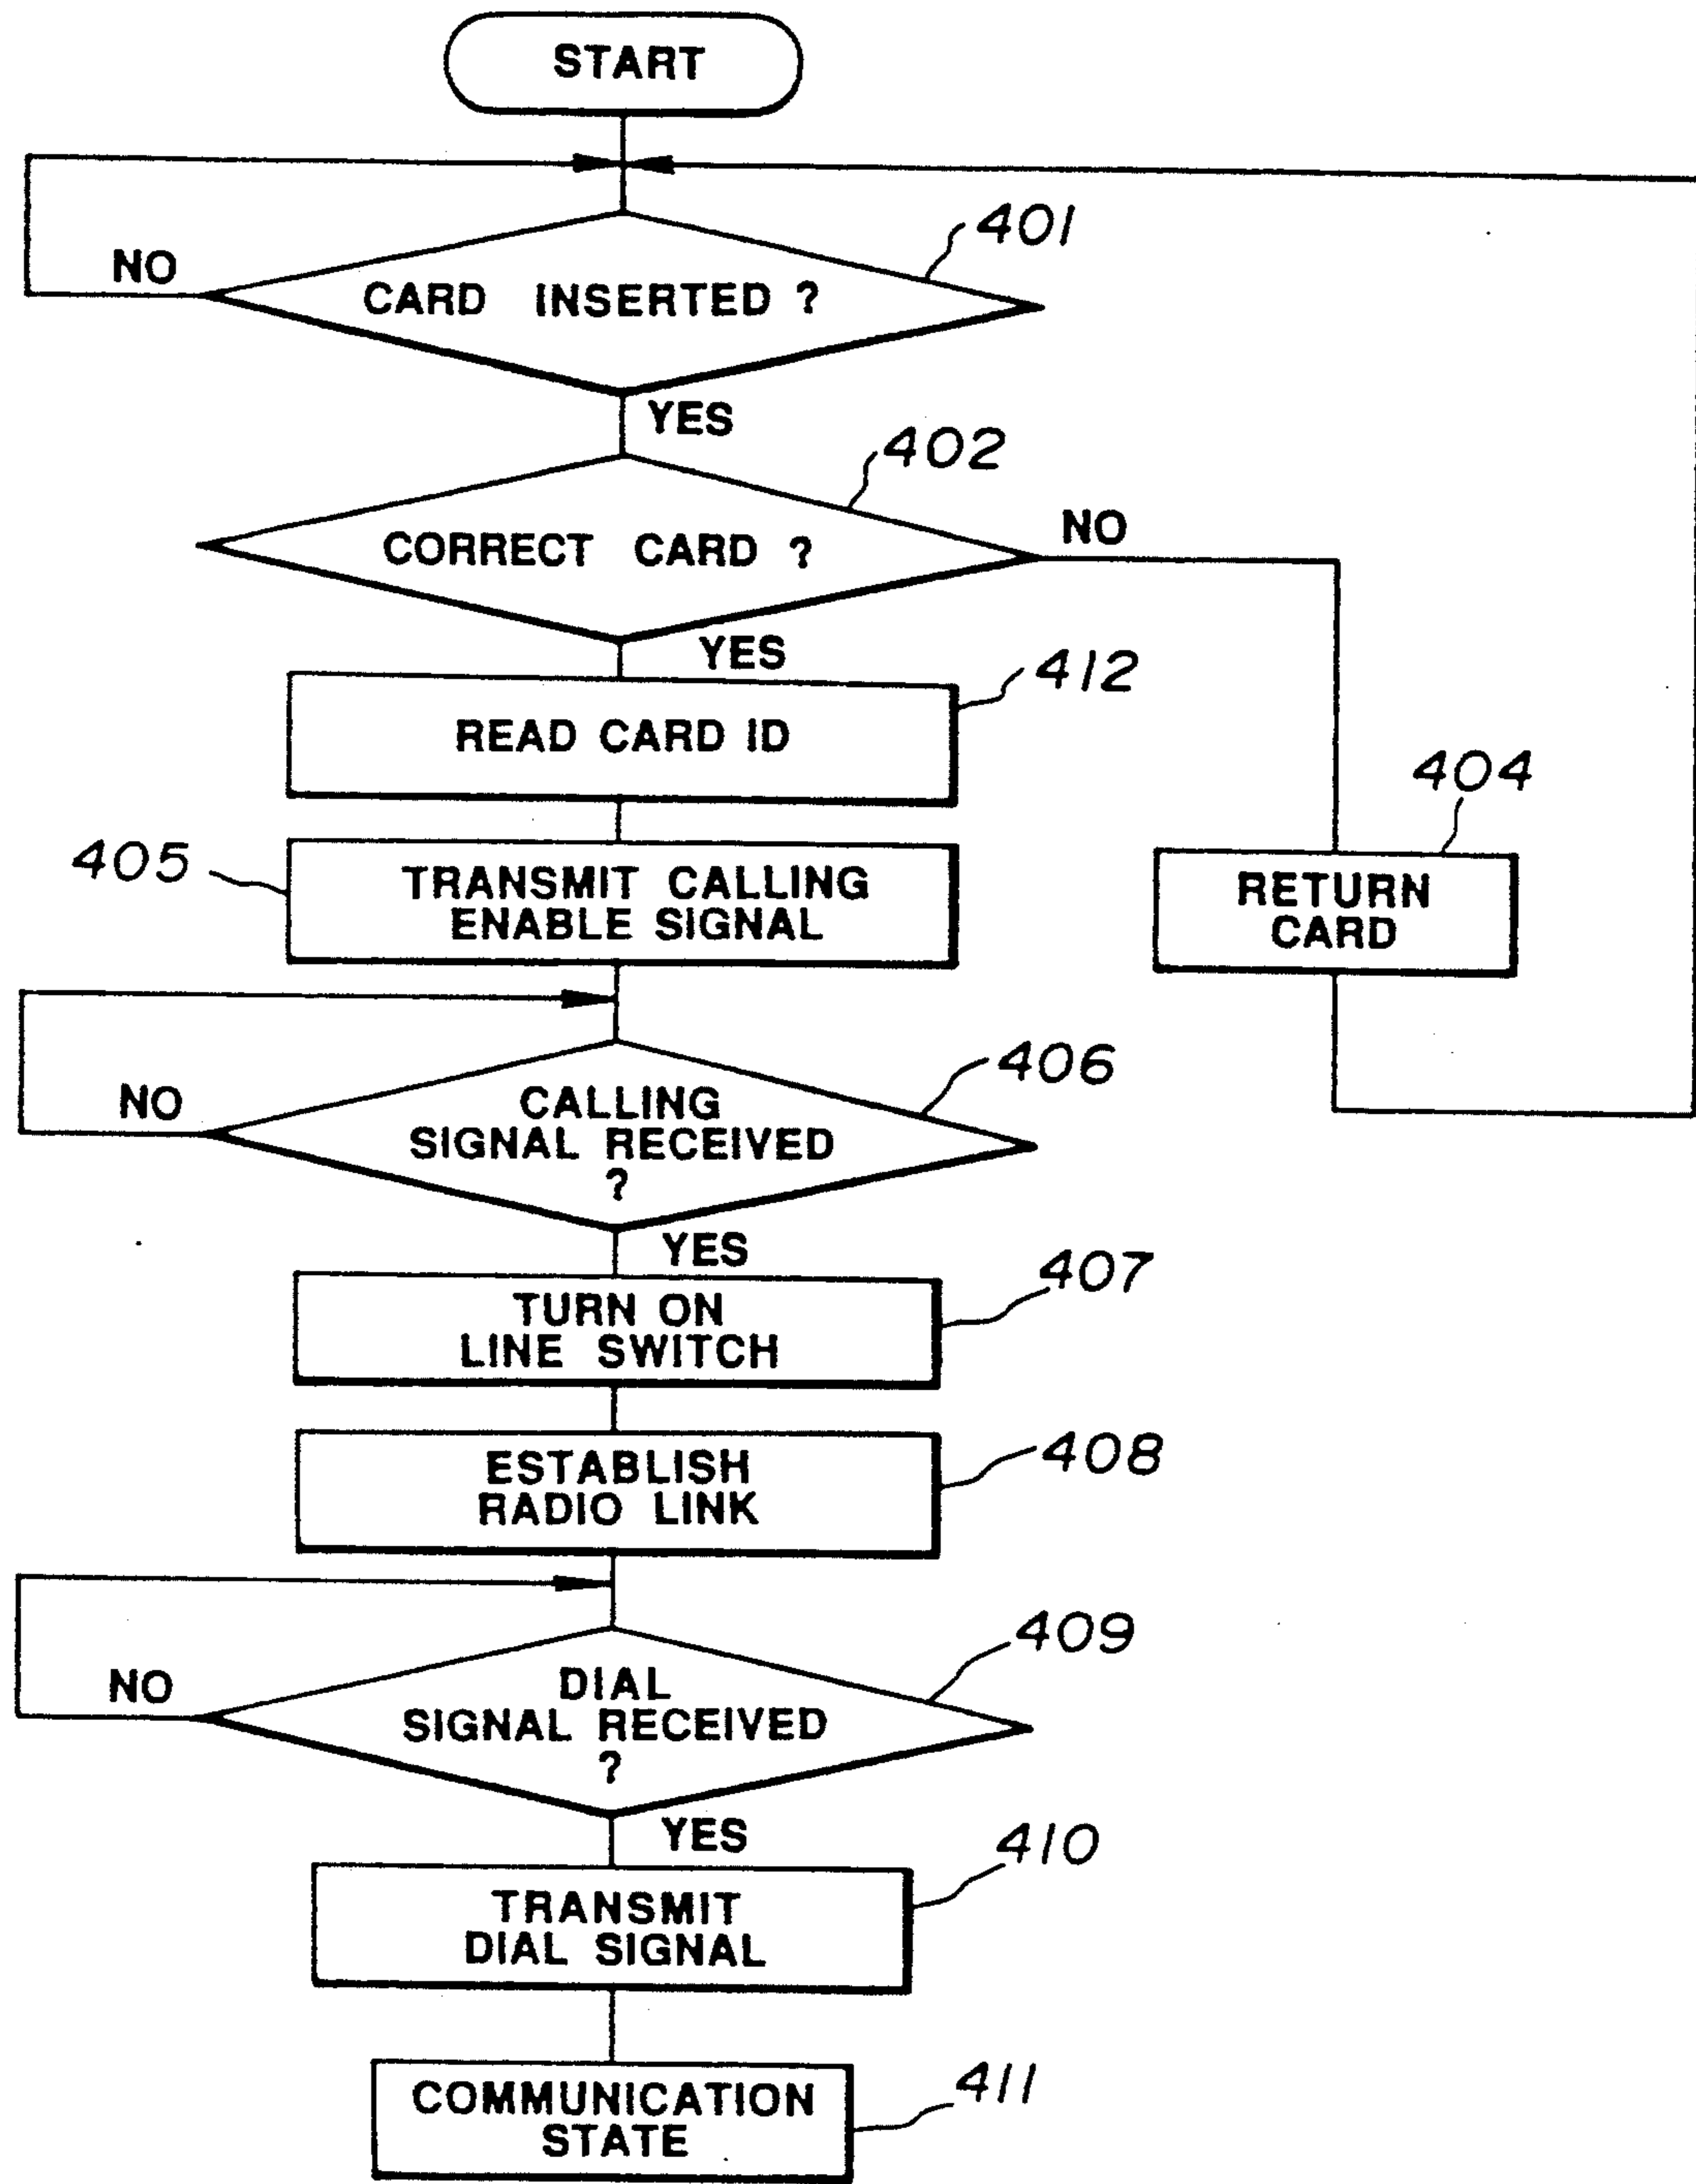 START
401
NO
CARD INSERTED ?
YES
402
CORRECT CARD ?
NO
YES
412
READ CARD ID
404
405
TRANSMIT CALLING
ENABLE SIGNAL
RETURN
CARD
406
NO
CALLING
SIGNAL RECEIVED
?
YES
407
TURN ON
LINE SWITCH
408
ESTABLISH
RADIO LINK
409
NO
DIAL
SIGNAL RECEIVED
?
YES
410
TRANSMIT
DIAL SIGNAL
411
COMMUNICATION
STATE